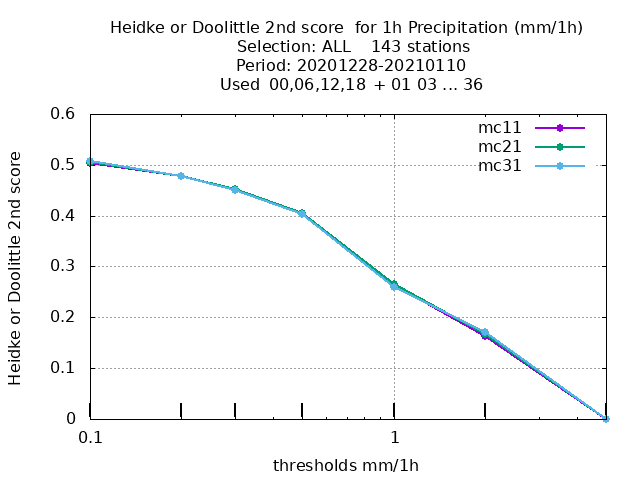 Heidke or Doolittle 2nd score  for 1h Precipitation (mm/1h)
Selection: ALL    143 stations
Period: 20201228-20210110
Used  00,06,12,18  + 01 03 ... 36
mc11
mc21
mc31
Heidke or Doolittle 2nd score
0.6
0.5
0.4
0.3
0.2
0.1
0
0.1
1
thresholds mm/1h